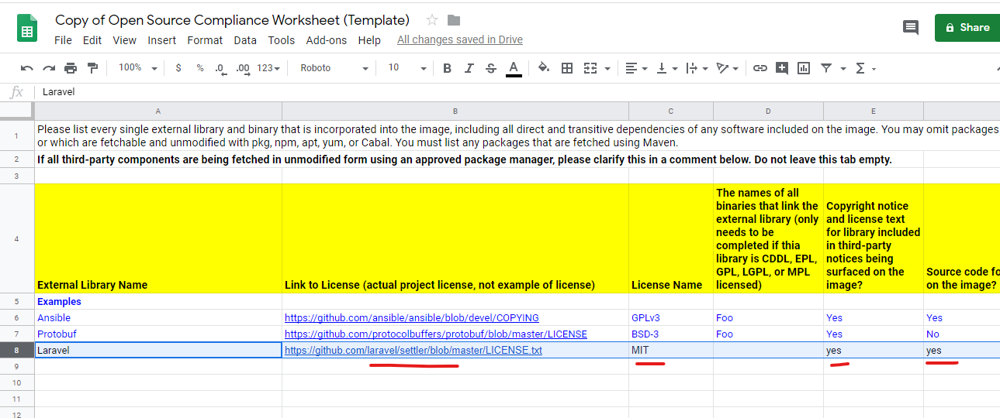 Copy of Open Source Compliance Worksheet (Template)
File Edit View Insert Format Data Tools Add-ons Help All changes saved in Drive
Share
100% $ % .0 .00 123 Roboto 10 B I S A
fx Laravel
A B C D E
1 Please list every single external library and binary that is incorporated into the image, including all direct and transitive dependencies of any software included on the image. You may omit packages
or which are fetchable and unmodified with pkg, npm, apt, yum, or Cabal. You must list any packages that are fetched using Maven.
2 If all third-party components are being fetched in unmodified form using an approved package manager, please clarify this in a comment below. Do not leave this tab empty.
3
4
External Library Name
Link to License (actual project license, not example of license)
License Name
The names of all
binaries that link the
external library (only
needs to be
completed if thia
library is CDDL, EPL,
GPL, LGPL, or MPL
licensed)
Copyright notice
and license text
for library included
in third-party
notices being
surfaced on the
image?
Source code fo
on the image?
5 Examples
6 Ansible https://github.com/ansible/ansible/blob/devel/COPYING GPLv3 Foo Yes Yes
7 Protobuf https://github.com/protocolbuffers/protobuf/blob/master/LICENSE BSD-3 Foo Yes No
8 Laravel https://github.com/laravel/settler/blob/master/LICENSE.txt MIT yes yes
9
10
11
12